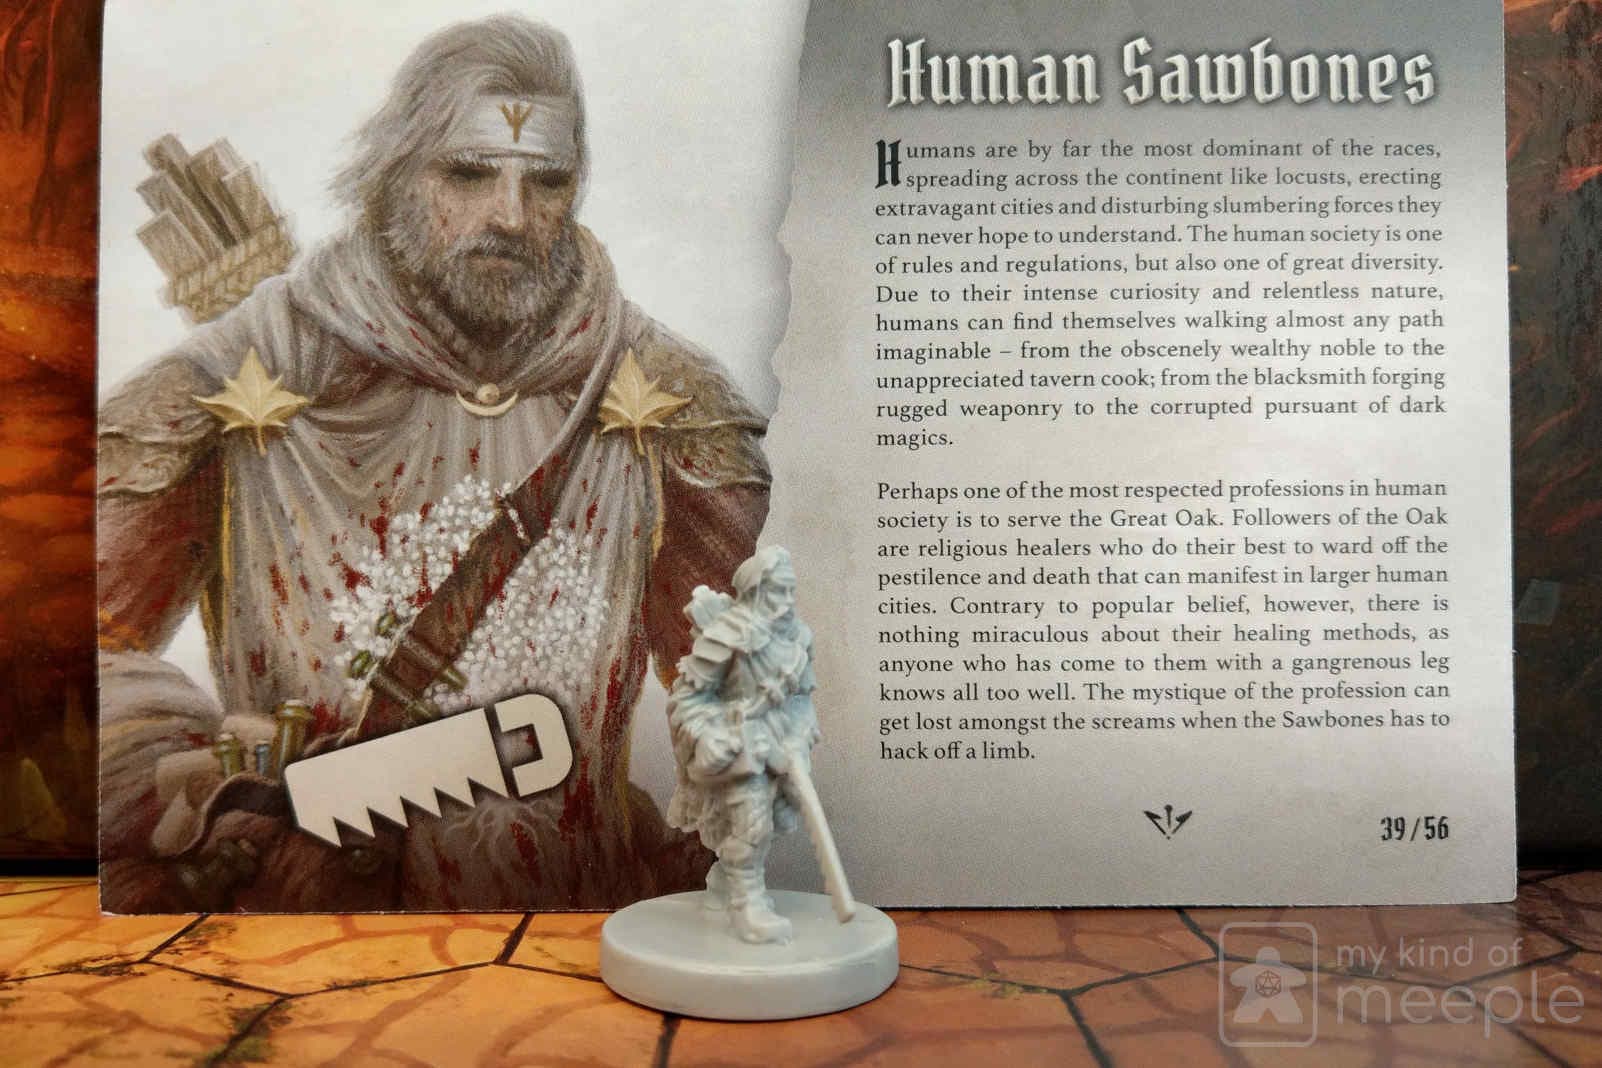 Human Sawbones
Humans are by far the most dominant of the races,
spreading across the continent like locusts, erecting
extravagant cities and disturbing slumbering forces they
can never hope to understand. The human society is one
of rules and regulations, but also one of great diversity.
Due to their intense curiosity and relentless nature,
humans can find themselves walking almost any path
imaginable – from the obscenely wealthy noble to the
unappreciated tavern cook; from the blacksmith forging
rugged weaponry to the corrupted pursuant of dark
magics.
Perhaps one of the most respected professions in human
society is to serve the Great Oak. Followers of the Oak
are religious healers who do their best to ward off the
pestilence and death that can manifest in larger human
cities. Contrary to popular belief, however, there is
nothing miraculous about their healing methods, as
anyone who has come to them with a gangrenous leg
knows all too well. The mystique of the profession can
get lost amongst the screams when the Sawbones has to
hack off a limb.
39/56
my kind of
meeple